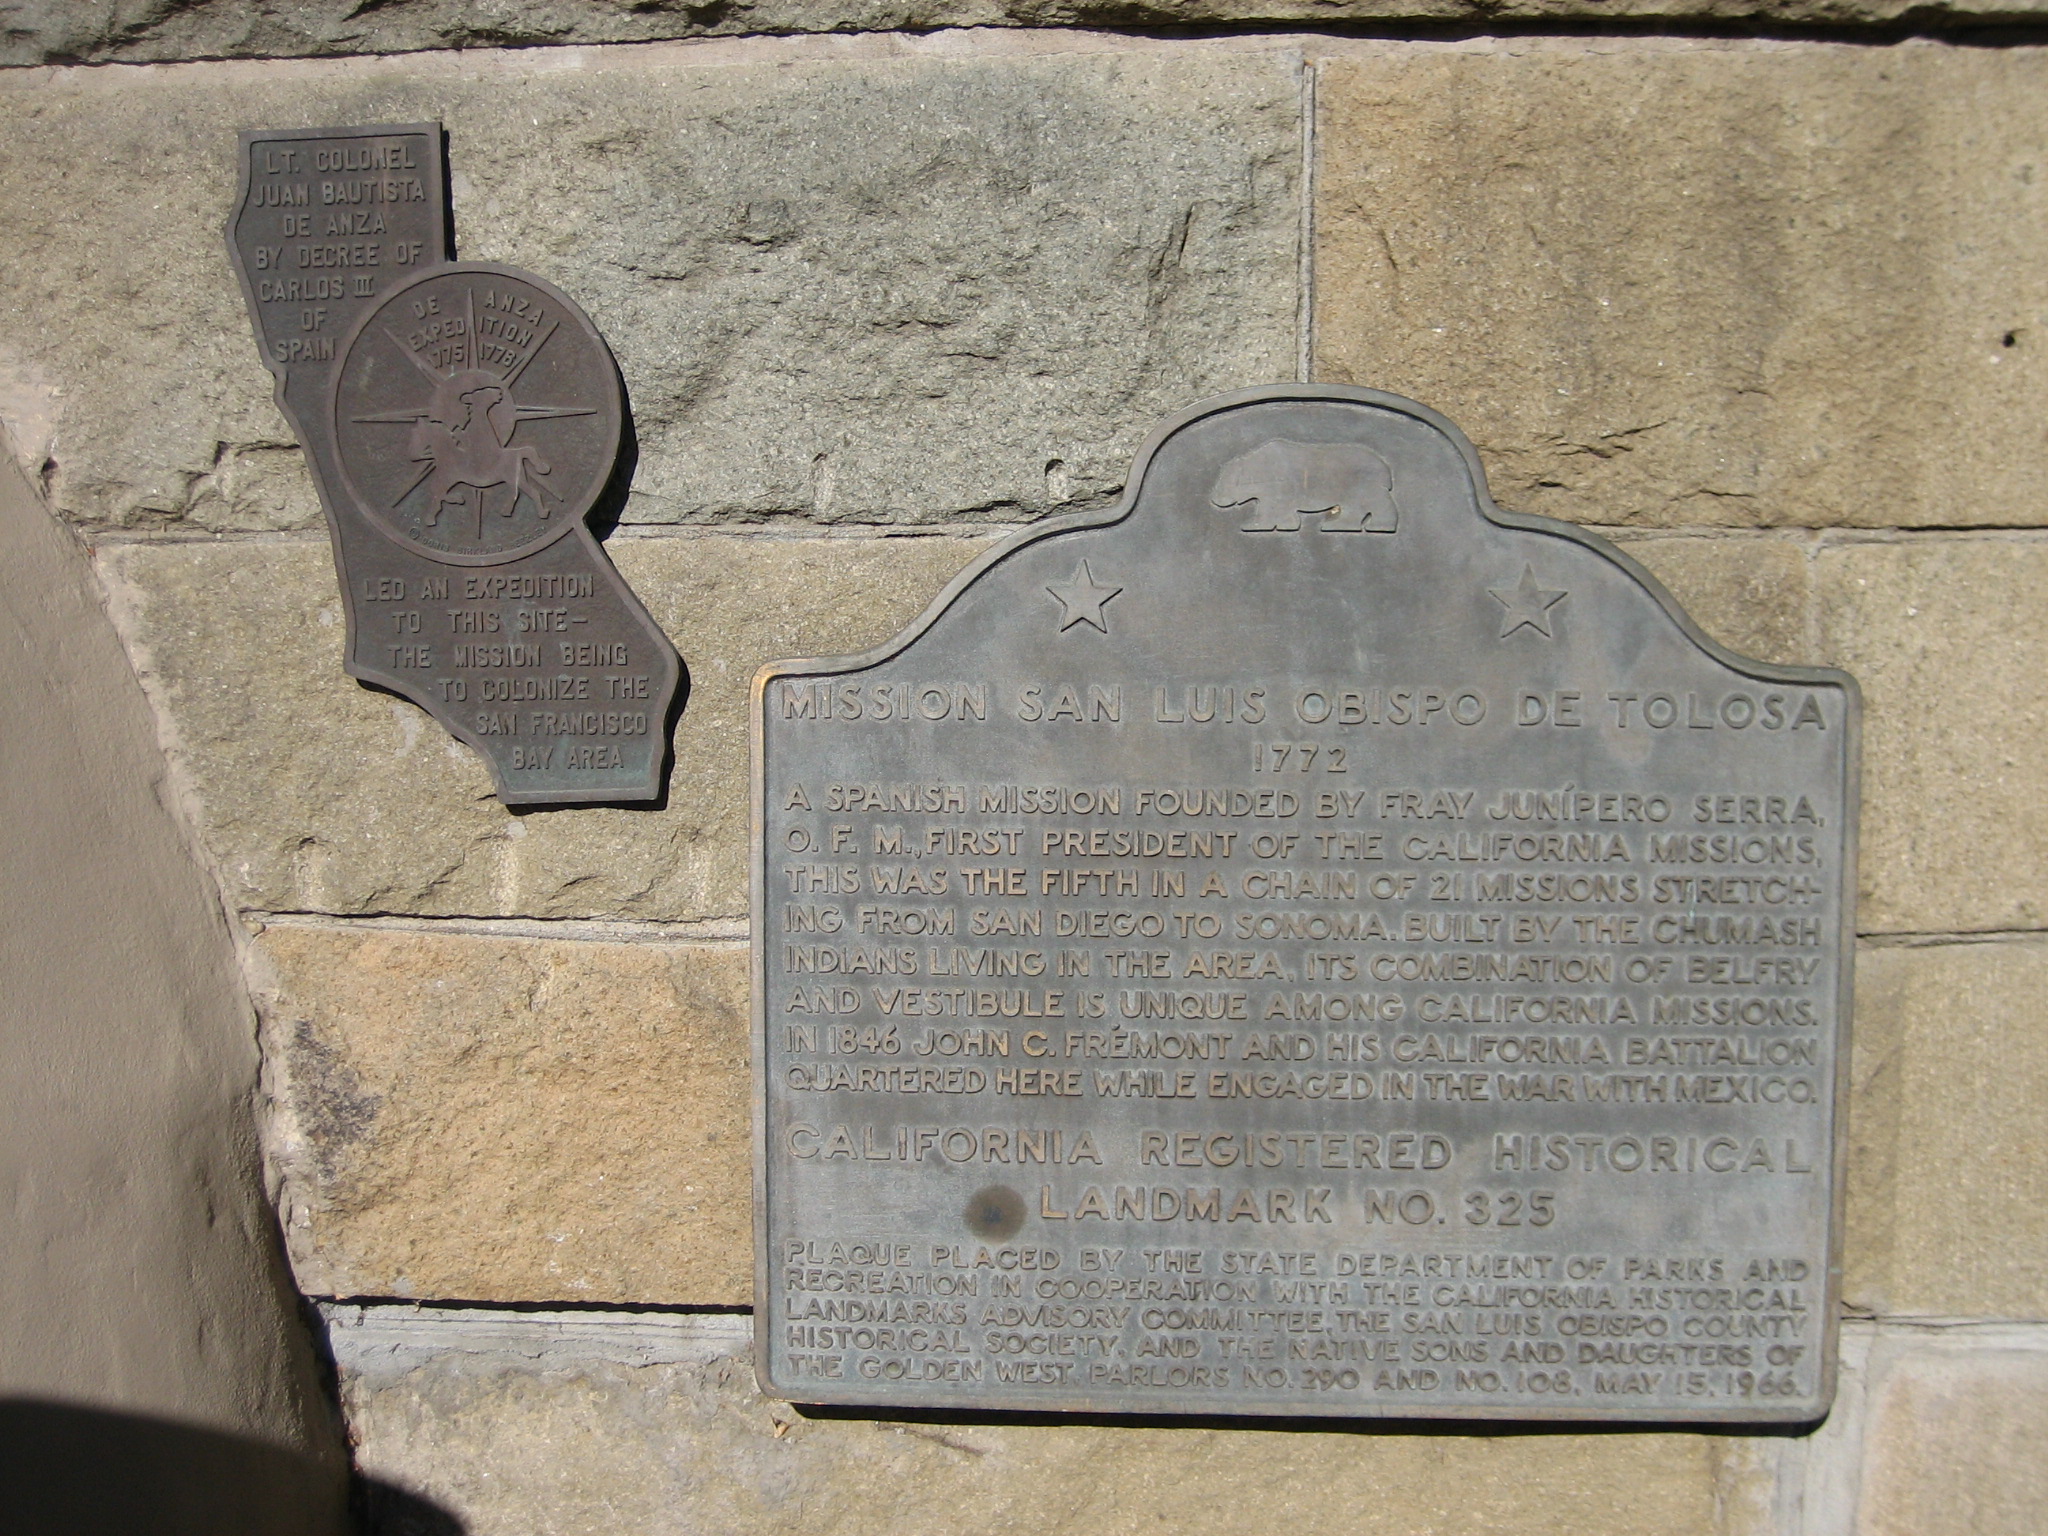 LT. COLONEL
JUAN BAUTISTA
DE ANZA
BY DECREE OF
CARLOS III
OF
SPAIN
DE ANZA
EXPEDITION
1775 1776
LED AN EXPEDITION
TO THIS SITE–
THE MISSION BEING
TO COLONIZE THE
SAN FRANCISCO
BAY AREA
MISSION SAN LUIS OBISPO DE TOLOSA
1772
A SPANISH MISSION FOUNDED BY FRAY JUNÍPERO SERRA,
O. F. M., FIRST PRESIDENT OF THE CALIFORNIA MISSIONS,
THIS WAS THE FIFTH IN A CHAIN OF 21 MISSIONS STRETCH-
ING FROM SAN DIEGO TO SONOMA. BUILT BY THE CHUMASH
INDIANS LIVING IN THE AREA, ITS COMBINATION OF BELFRY
AND VESTIBULE IS UNIQUE AMONG CALIFORNIA MISSIONS.
IN 1846 JOHN C. FRÉMONT AND HIS CALIFORNIA BATTALION
QUARTERED HERE WHILE ENGAGED IN THE WAR WITH MEXICO.
CALIFORNIA REGISTERED HISTORICAL
LANDMARK NO. 325
PLAQUE PLACED BY THE STATE DEPARTMENT OF PARKS AND
RECREATION IN COOPERATION WITH THE CALIFORNIA HISTORICAL
LANDMARKS ADVISORY COMMITTEE, THE SAN LUIS OBISPO COUNTY
HISTORICAL SOCIETY, AND THE NATIVE SONS AND DAUGHTERS OF
THE GOLDEN WEST, PARLORS NO. 290 AND NO. 108, MAY 15, 1966.